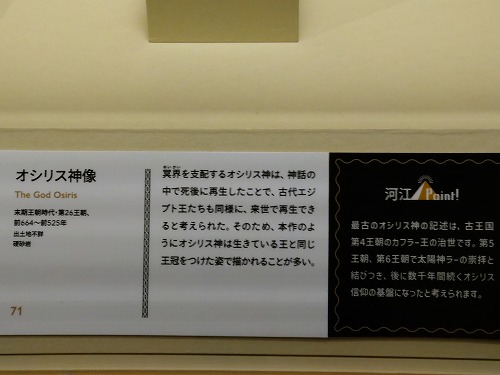 オシリス神像
The God Osiris
末期王朝時代・第26王朝、
前664～前525年
出土地不詳
硬砂岩
71
めいかい
冥界を支配するオシリス神は、神話の
中で死後に再生したことで、古代エジ
プト王たちも同様に、来世で再生でき
ると考えられた。そのため、本作のよ
うにオシリス神は生きている王と同じ
王冠をつけた姿で描かれることが多い。
河江 Point!
最古のオシリス神の記述は、古王国
第4王朝のカフラー王の治世です。第5
王朝、第6王朝で太陽神ラーの崇拝と
結びつき、後に数千年間続くオシリス
信仰の基盤になったと考えられます。